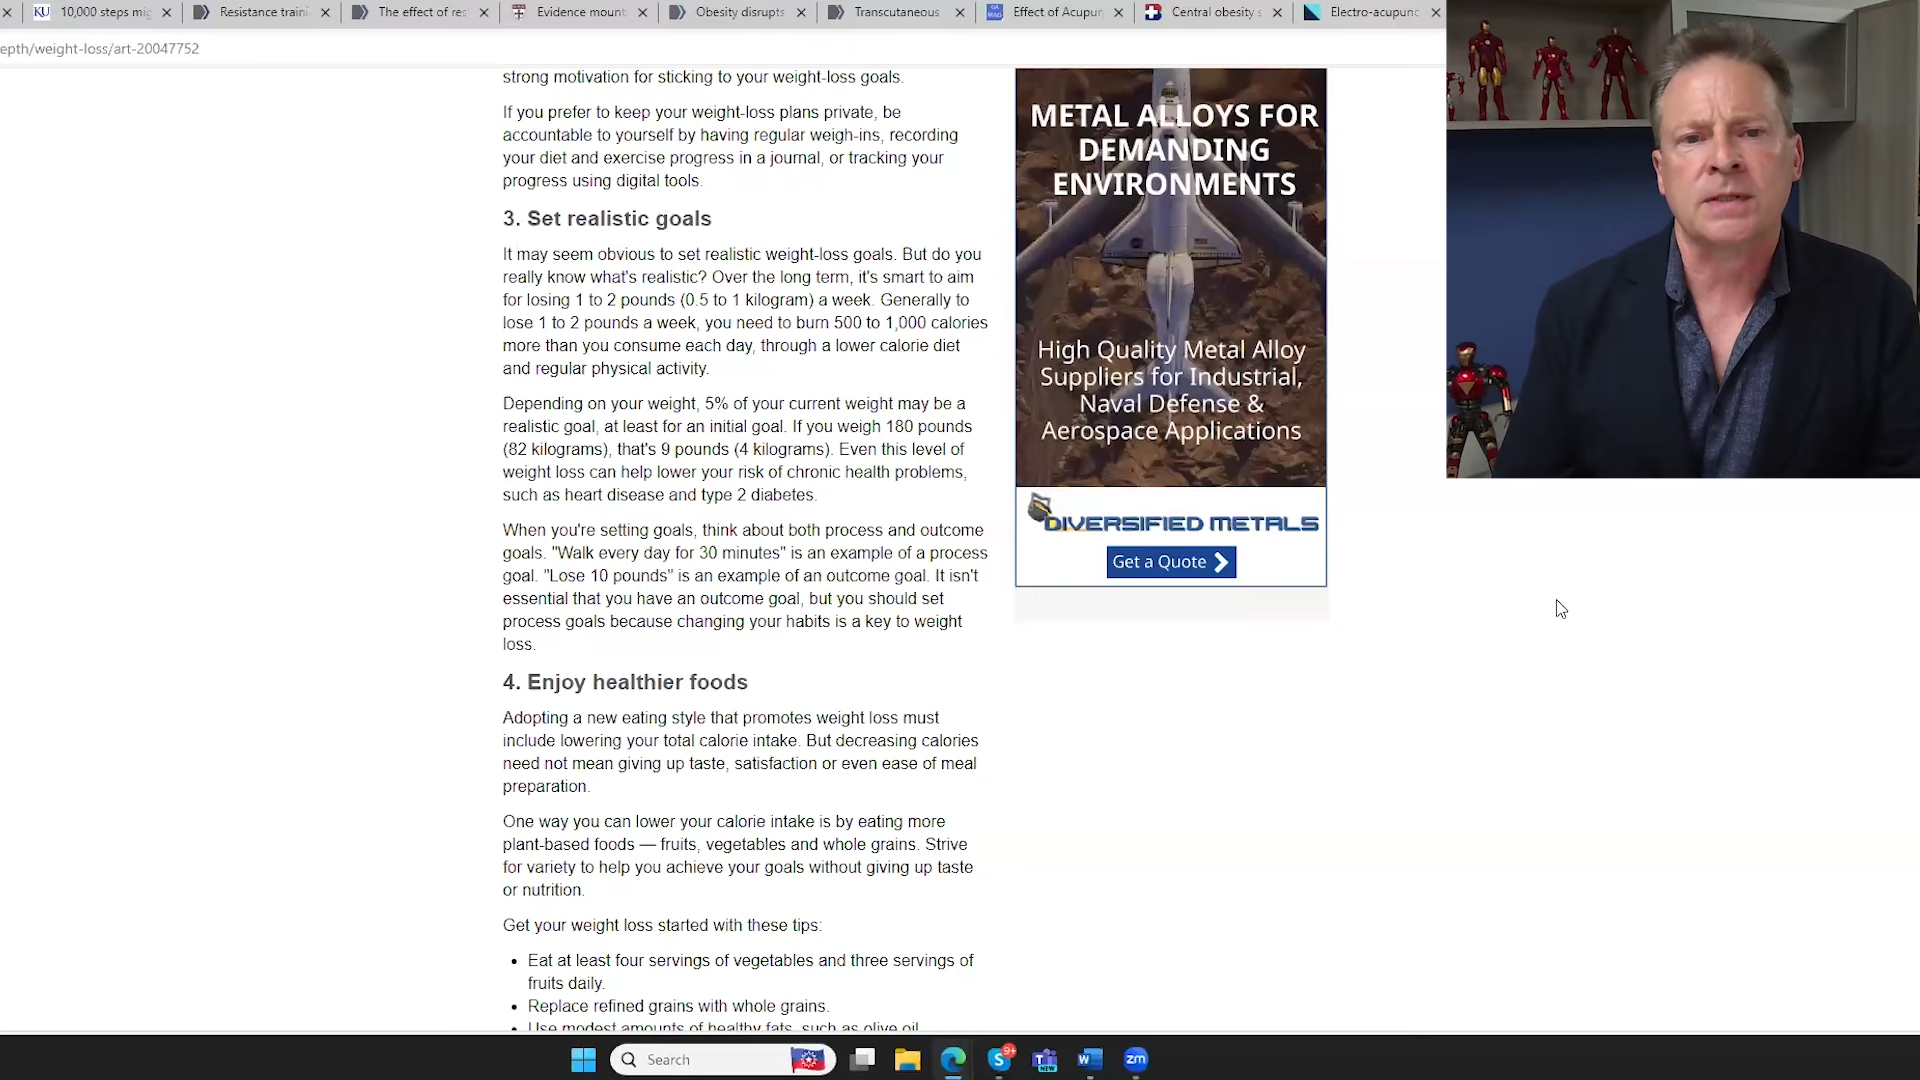 10,000 steps mig
Resistance traini
The effect of res
Evidence mount
Obesity disrupts
Transcutaneous
Effect of Acupun
Central obesity s
Electro-acupunc
epth/weight-loss/art-20047752
strong motivation for sticking to your weight-loss goals.
If you prefer to keep your weight-loss plans private, be
accountable to yourself by having regular weigh-ins, recording
your diet and exercise progress in a journal, or tracking your
progress using digital tools.
3. Set realistic goals
It may seem obvious to set realistic weight-loss goals. But do you
really know what's realistic? Over the long term, it's smart to aim
for losing 1 to 2 pounds (0.5 to 1 kilogram) a week. Generally to
lose 1 to 2 pounds a week, you need to burn 500 to 1,000 calories
more than you consume each day, through a lower calorie diet
and regular physical activity.
Depending on your weight, 5% of your current weight may be a
realistic goal, at least for an initial goal. If you weigh 180 pounds
(82 kilograms), that's 9 pounds (4 kilograms). Even this level of
weight loss can help lower your risk of chronic health problems,
such as heart disease and type 2 diabetes.
When you're setting goals, think about both process and outcome
goals. "Walk every day for 30 minutes" is an example of a process
goal. "Lose 10 pounds" is an example of an outcome goal. It isn't
essential that you have an outcome goal, but you should set
process goals because changing your habits is a key to weight
loss.
4. Enjoy healthier foods
Adopting a new eating style that promotes weight loss must
include lowering your total calorie intake. But decreasing calories
need not mean giving up taste, satisfaction or even ease of meal
preparation.
One way you can lower your calorie intake is by eating more
plant-based foods — fruits, vegetables and whole grains. Strive
for variety to help you achieve your goals without giving up taste
or nutrition.
Get your weight loss started with these tips:
• Eat at least four servings of vegetables and three servings of
fruits daily.
• Replace refined grains with whole grains.
• Use modest amounts of healthy fats, such as olive oil
METAL ALLOYS FOR
DEMANDING
ENVIRONMENTS
High Quality Metal Alloy
Suppliers for Industrial,
Naval Defense &
Aerospace Applications
DIVERSIFIED METALS
Get a Quote
Search